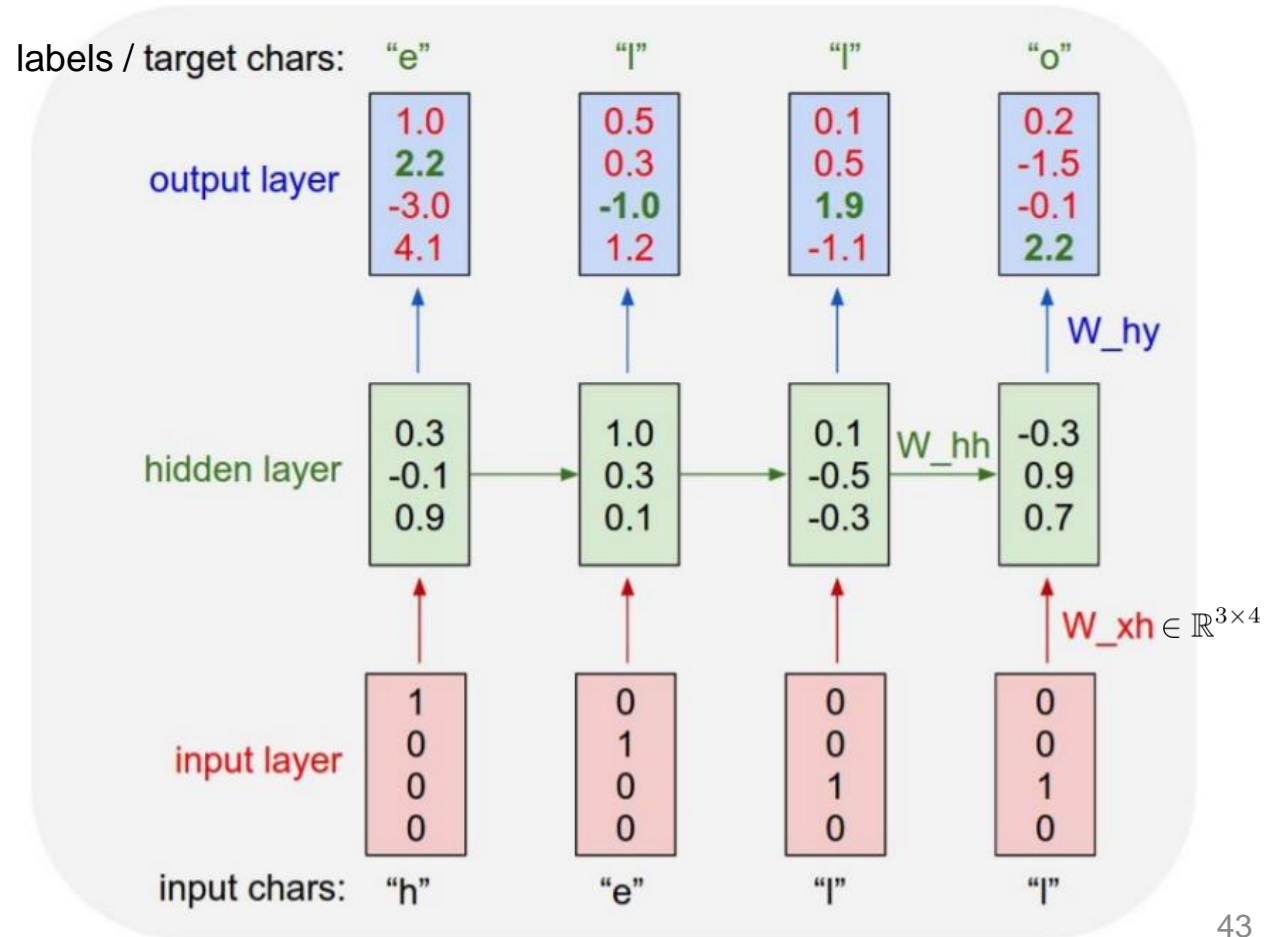 labels / target chars: “e” “l” “l” “o”
output layer
1.0 0.5 0.1 0.2
2.2 0.3 0.5 -1.5
-3.0 -1.0 1.9 -0.1
4.1 1.2 -1.1 2.2
W_hy
hidden layer
0.3 1.0 0.1 -0.3
-0.1 0.3 -0.5 0.9
0.9 0.1 -0.3 0.7
W_hh
W_xh ∈ ℝ^{3×4}
input layer
1 0 0 0
0 1 0 0
0 0 1 1
0 0 0 0
input chars: “h” “e” “l” “l”
43